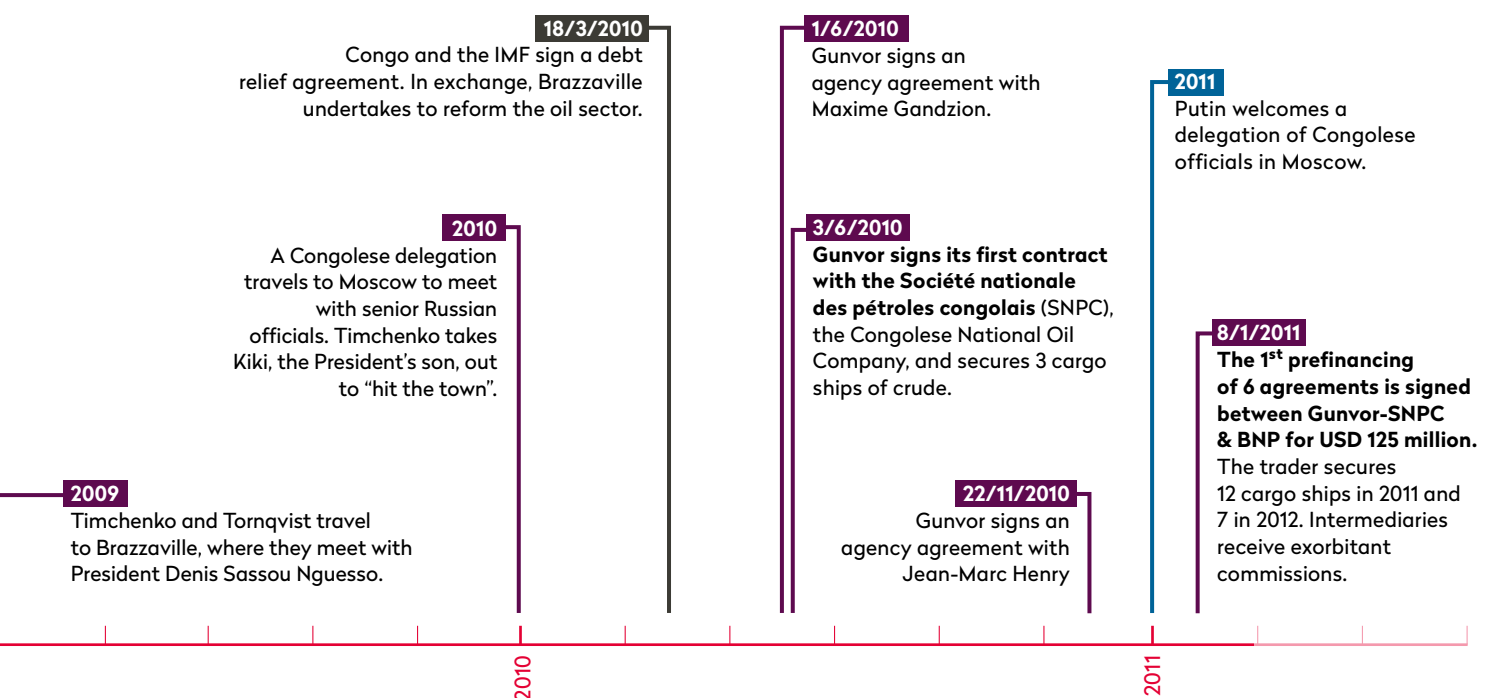 2009
Timchenko and Tornqvist travel
to Brazzaville, where they meet with
President Denis Sassou Nguesso.
2010
A Congolese delegation
travels to Moscow to meet
with senior Russian
officials. Timchenko takes
Kiki, the President’s son, out
to “hit the town”.
18/3/2010
Congo and the IMF sign a debt
relief agreement. In exchange, Brazzaville
undertakes to reform the oil sector.
1/6/2010
Gunvor signs an
agency agreement with
Maxime Gandzion.
3/6/2010
Gunvor signs its first contract
with the Société nationale
des pétroles congolais (SNPC),
the Congolese National Oil
Company, and secures 3 cargo
ships of crude.
22/11/2010
Gunvor signs an
agency agreement with
Jean-Marc Henry
2011
Putin welcomes a
delegation of Congolese
officials in Moscow.
8/1/2011
The 1st prefinancing
of 6 agreements is signed
between Gunvor-SNPC
& BNP for USD 125 million.
The trader secures
12 cargo ships in 2011 and
7 in 2012. Intermediaries
receive exorbitant
commissions.
2010
2011